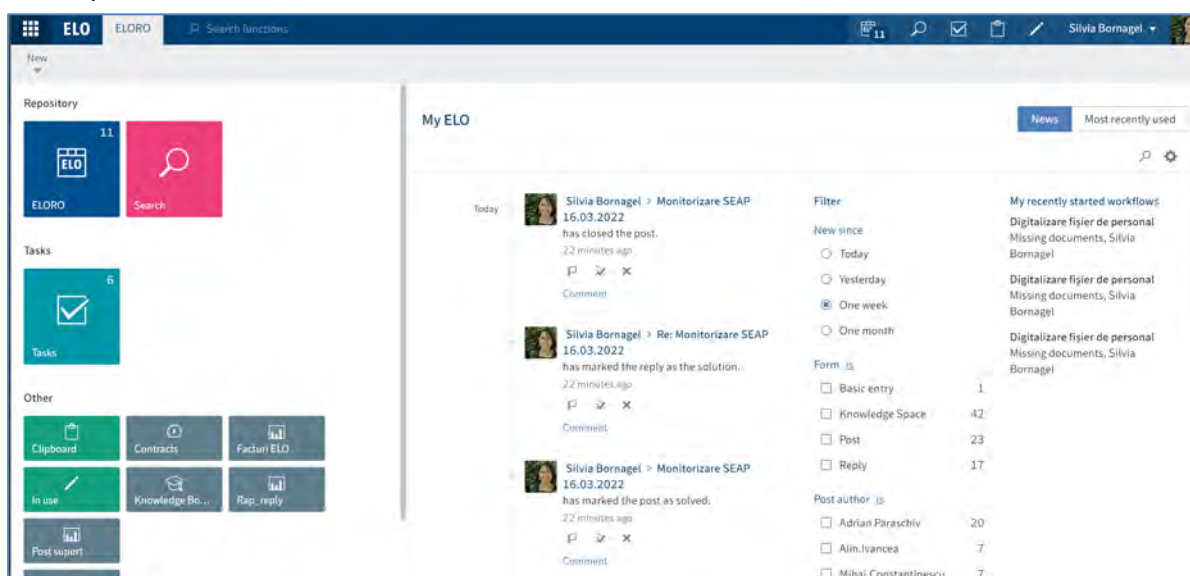 ELO
ELORO
Search functions
11
Silvia Bornagel
New
Repository
11
ELO
ELORO
Search
Tasks
6
Tasks
Other
Clipboard
Contracts
Facturi ELO
In use
Knowledge Bo...
Rap_reply
Post suport
My ELO
News
Most recently used
Today
Silvia Bornagel > Monitorizare SEAP
16.03.2022
has closed the post.
22 minutes ago
Comment
Silvia Bornagel > Re: Monitorizare SEAP
16.03.2022
has marked the reply as the solution.
22 minutes ago
Comment
Silvia Bornagel > Monitorizare SEAP
16.03.2022
has marked the post as solved.
22 minutes ago
Comment
Filter
New since
Today
Yesterday
One week
One month
Form is
Basic entry 1
Knowledge Space 42
Post 23
Reply 17
Post author is
Adrian Paraschiv 20
Alin.Ivancea 7
Mihai Constantinescu 7
My recently started workflows
Digitalizare fișier de personal
Missing documents, Silvia
Bornagel
Digitalizare fișier de personal
Missing documents, Silvia
Bornagel
Digitalizare fișier de personal
Missing documents, Silvia
Bornagel